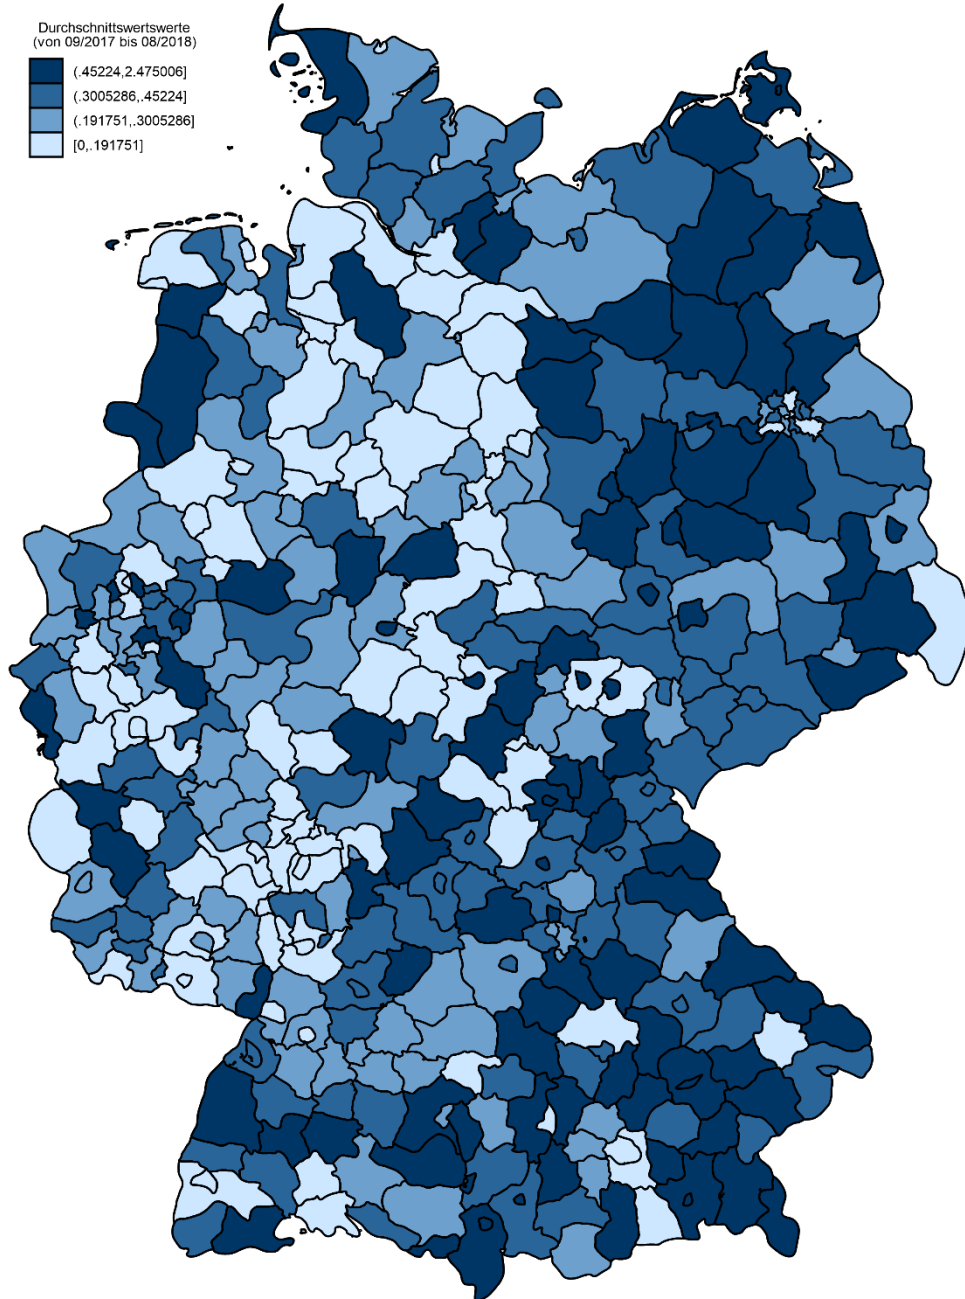 Durchschnittswertswerte
(von 09/2017 bis 08/2018)
(.45224,2.475006]
(.3005286,.45224]
(.191751,.3005286]
[0,.191751]